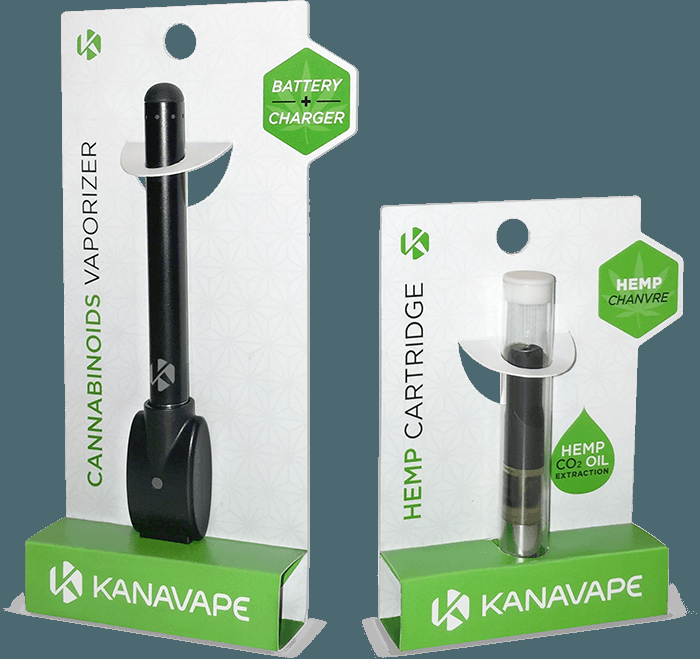 BATTERY
+
CHARGER
CANNABINOIDS VAPORIZER
KANAVAPE
HEMP
CHANVRE
HEMP CARTRIDGE
HEMP
CO₂ OIL
EXTRACTION
KANAVAPE